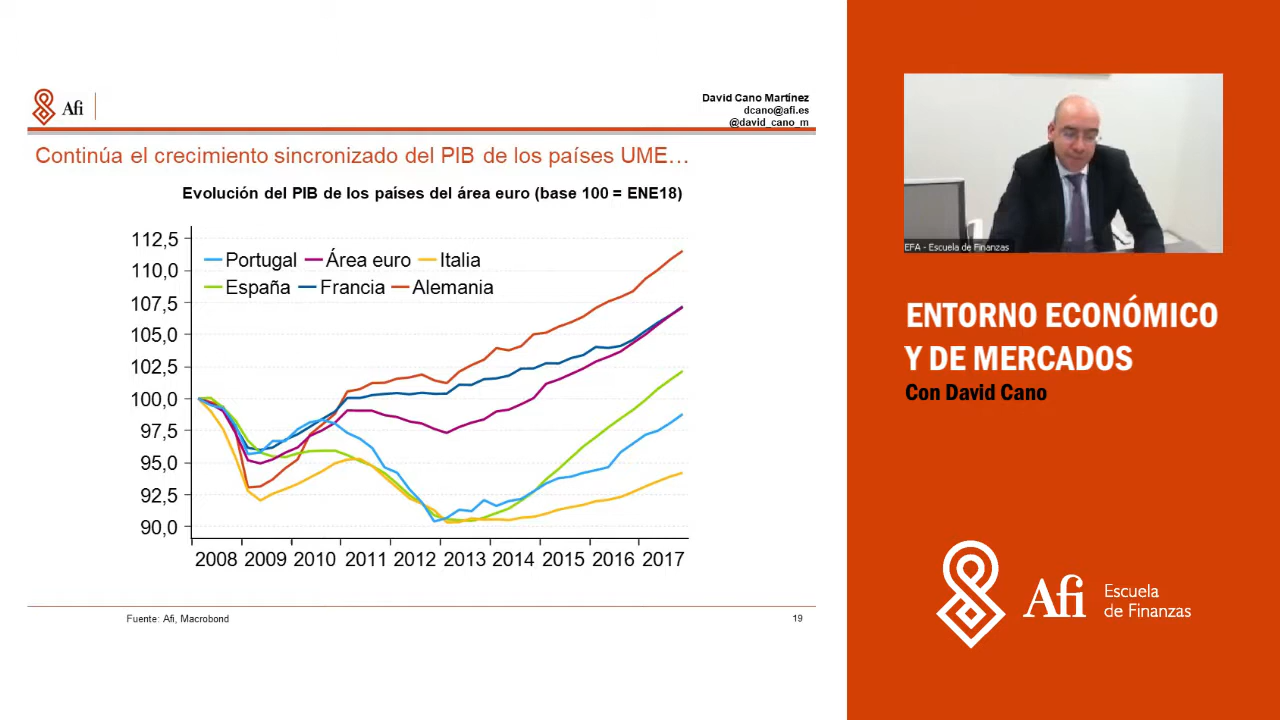 Afi
David Cano Martínez
dcano@afi.es
@david_cano_m
Continúa el crecimiento sincronizado del PIB de los países UME…
Evolución del PIB de los países del área euro (base 100 = ENE18)
112,5
110,0
107,5
105,0
102,5
100,0
97,5
95,0
92,5
90,0
Portugal Área euro Italia
España Francia Alemania
2008 2009 2010 2011 2012 2013 2014 2015 2016 2017
Fuente: Afi, Macrobond
19
EFA - Escuela de Finanzas
ENTORNO ECONÓMICO
Y DE MERCADOS
Con David Cano
Afi
Escuela
de Finanzas